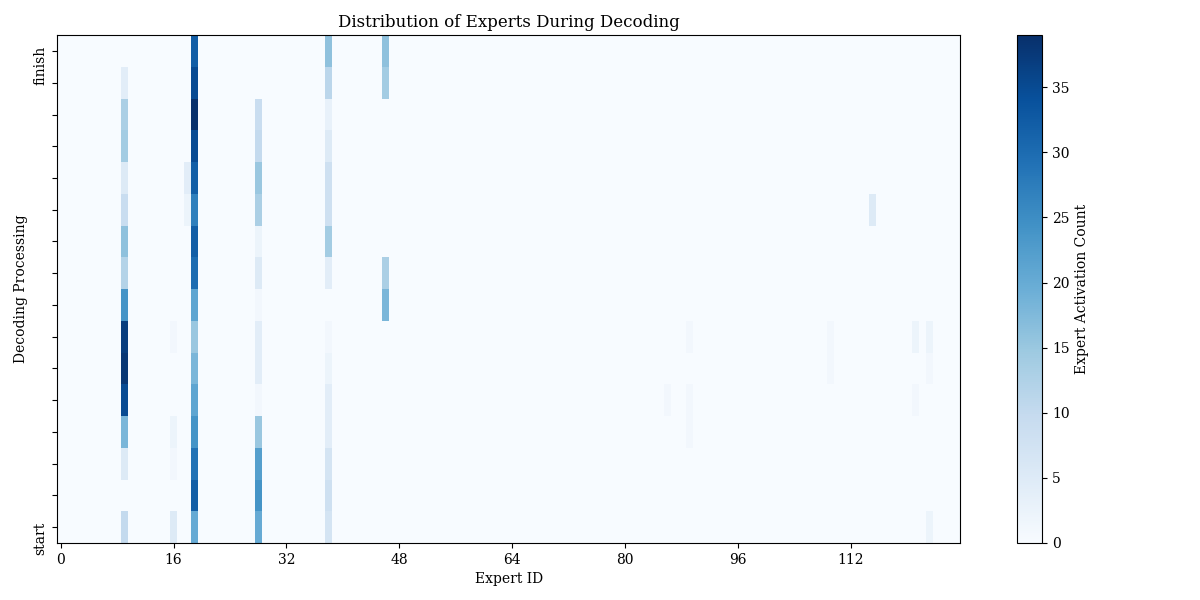 Distribution of Experts During Decoding
finish
Decoding Processing
start
0 16 32 48 64 80 96 112
Expert ID
35
30
25
20
15
10
5
0
Expert Activation Count